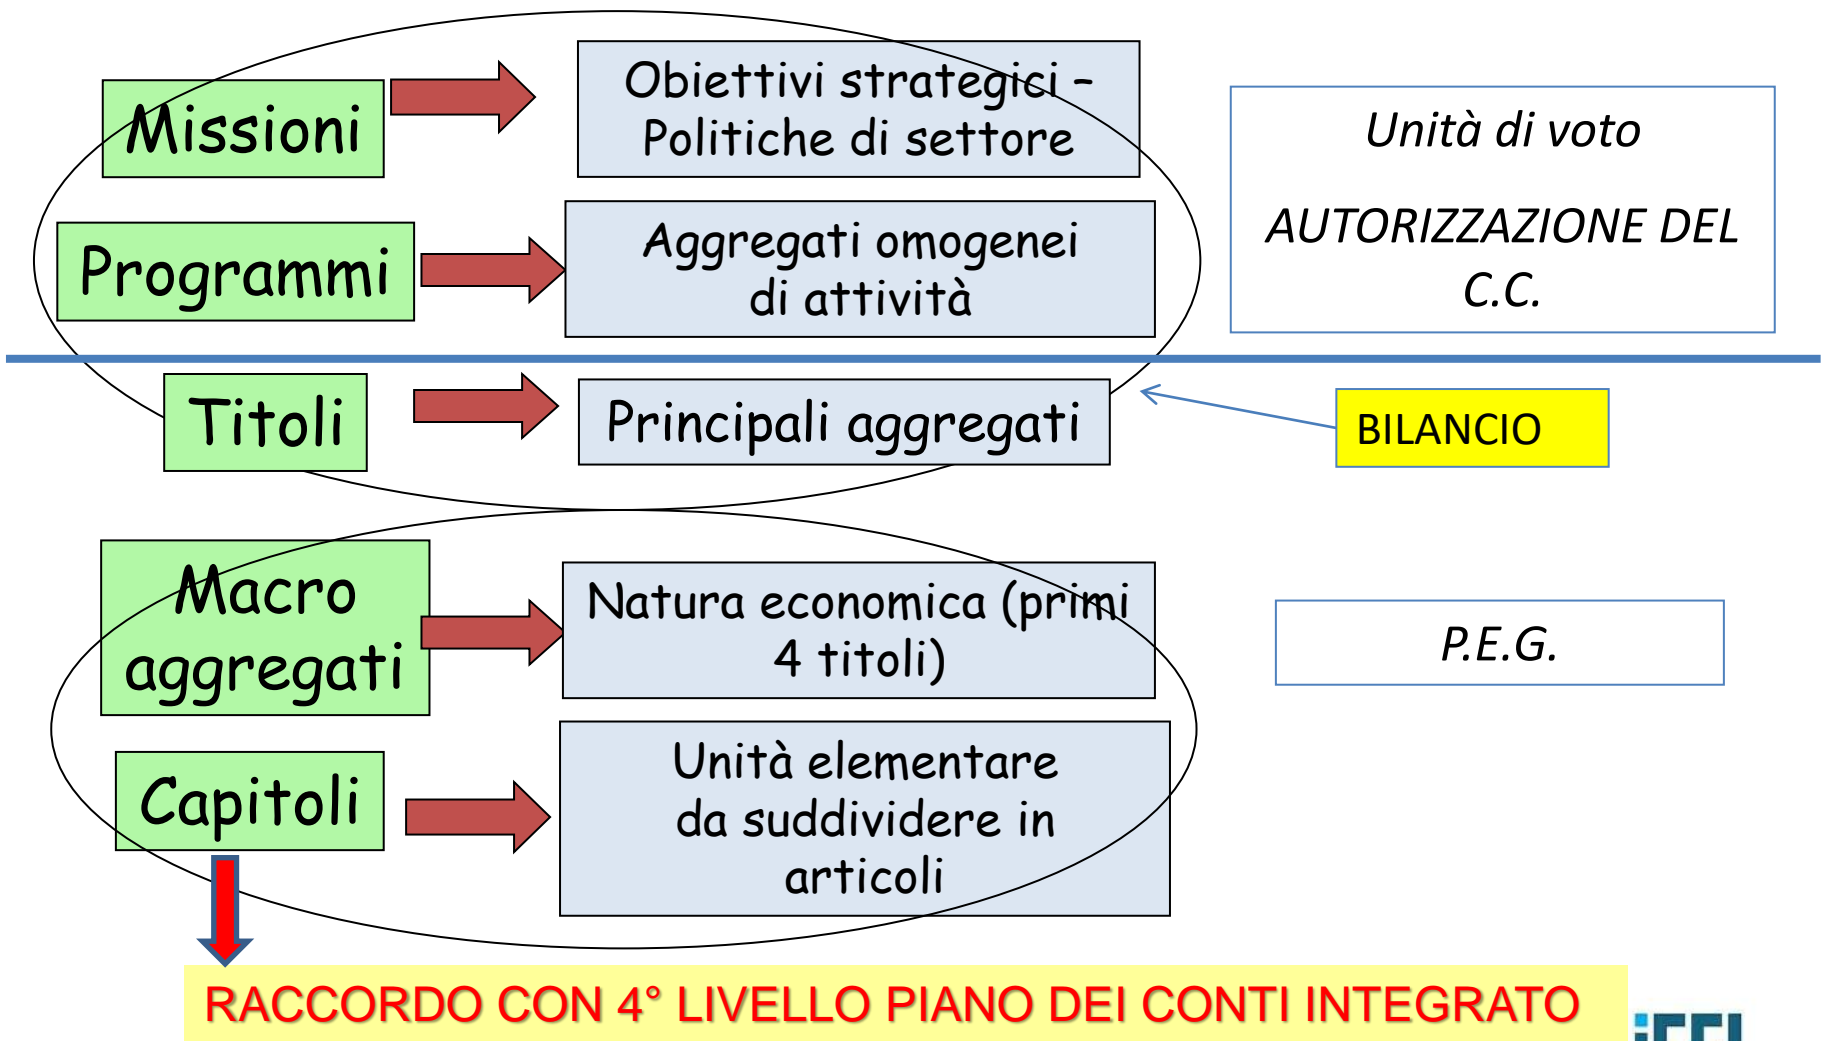 Missioni
Obiettivi strategici –
Politiche di settore
Unità di voto
AUTORIZZAZIONE DEL
C.C.
Programmi
Aggregati omogenei
di attività
Titoli
Principali aggregati
BILANCIO
Macro
aggregati
Natura economica (primi
4 titoli)
P.E.G.
Capitoli
Unità elementare
da suddividere in
articoli
RACCORDO CON 4° LIVELLO PIANO DEI CONTI INTEGRATO